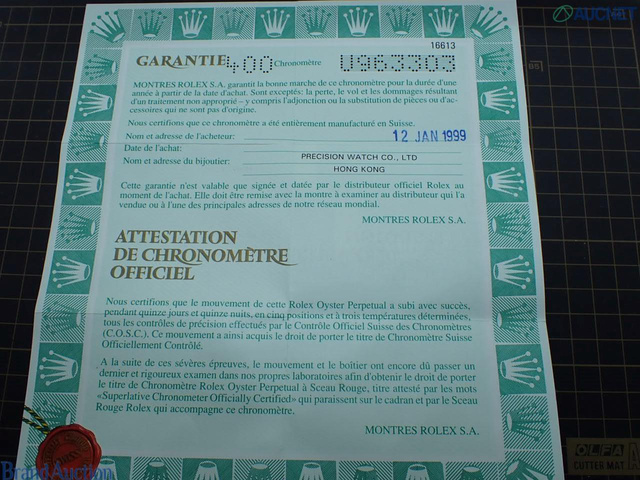 AUCNET
16613
GARANTIE 400 Chronomètre U963303
MONTRES ROLEX S.A. garantit la bonne marche de ce chronomètre pour la durée d'une
année à partir de la date d'achat. Sont exceptés: la perte, le vol et les dommages résultant
d'un traitement non approprié – y compris l'adjonction ou la substitution de pièces ou d'ac-
cessoires qui ne sont pas d'origine.
Nous certifions que ce chronomètre a été entièrement manufacturé en Suisse.
Nom et adresse de l'acheteur:
12 JAN 1999
Date de l'achat:
PRECISION WATCH CO., LTD
Nom et adresse du bijoutier:
HONG KONG
Cette garantie n'est valable que signée et datée par le distributeur officiel Rolex au
moment de l'achat. Elle doit être remise avec la montre à examiner au distributeur qui l'a
vendue ou à l'une des principales adresses de notre réseau mondial.
MONTRES ROLEX S.A.
ATTESTATION
DE CHRONOMÈTRE
OFFICIEL
Nous certifions que le mouvement de cette Rolex Oyster Perpetual a subi avec succès,
pendant quinze jours et quinze nuits, en cinq positions et à trois températures déterminées,
tous les contrôles de précision effectués par le Contrôle Officiel Suisse des Chronomètres
(C.O.S.C.). Ce mouvement a ainsi acquis le droit de porter le titre de Chronomètre Suisse
Officiellement Contrôlé.
A la suite de ces sévères épreuves, le mouvement et le boîtier ont encore dû passer un
dernier et rigoureux examen dans nos propres laboratoires afin d'obtenir le droit de porter
le titre de Chronomètre Rolex Oyster Perpetual à Sceau Rouge, titre attesté par les mots
«Superlative Chronometer Officially Certified» qui paraissent sur le cadran et par le Sceau
Rouge Rolex qui accompagne ce chronomètre.
MONTRES ROLEX S.A.
OLFA
CUTTER MAT
Brand Auction